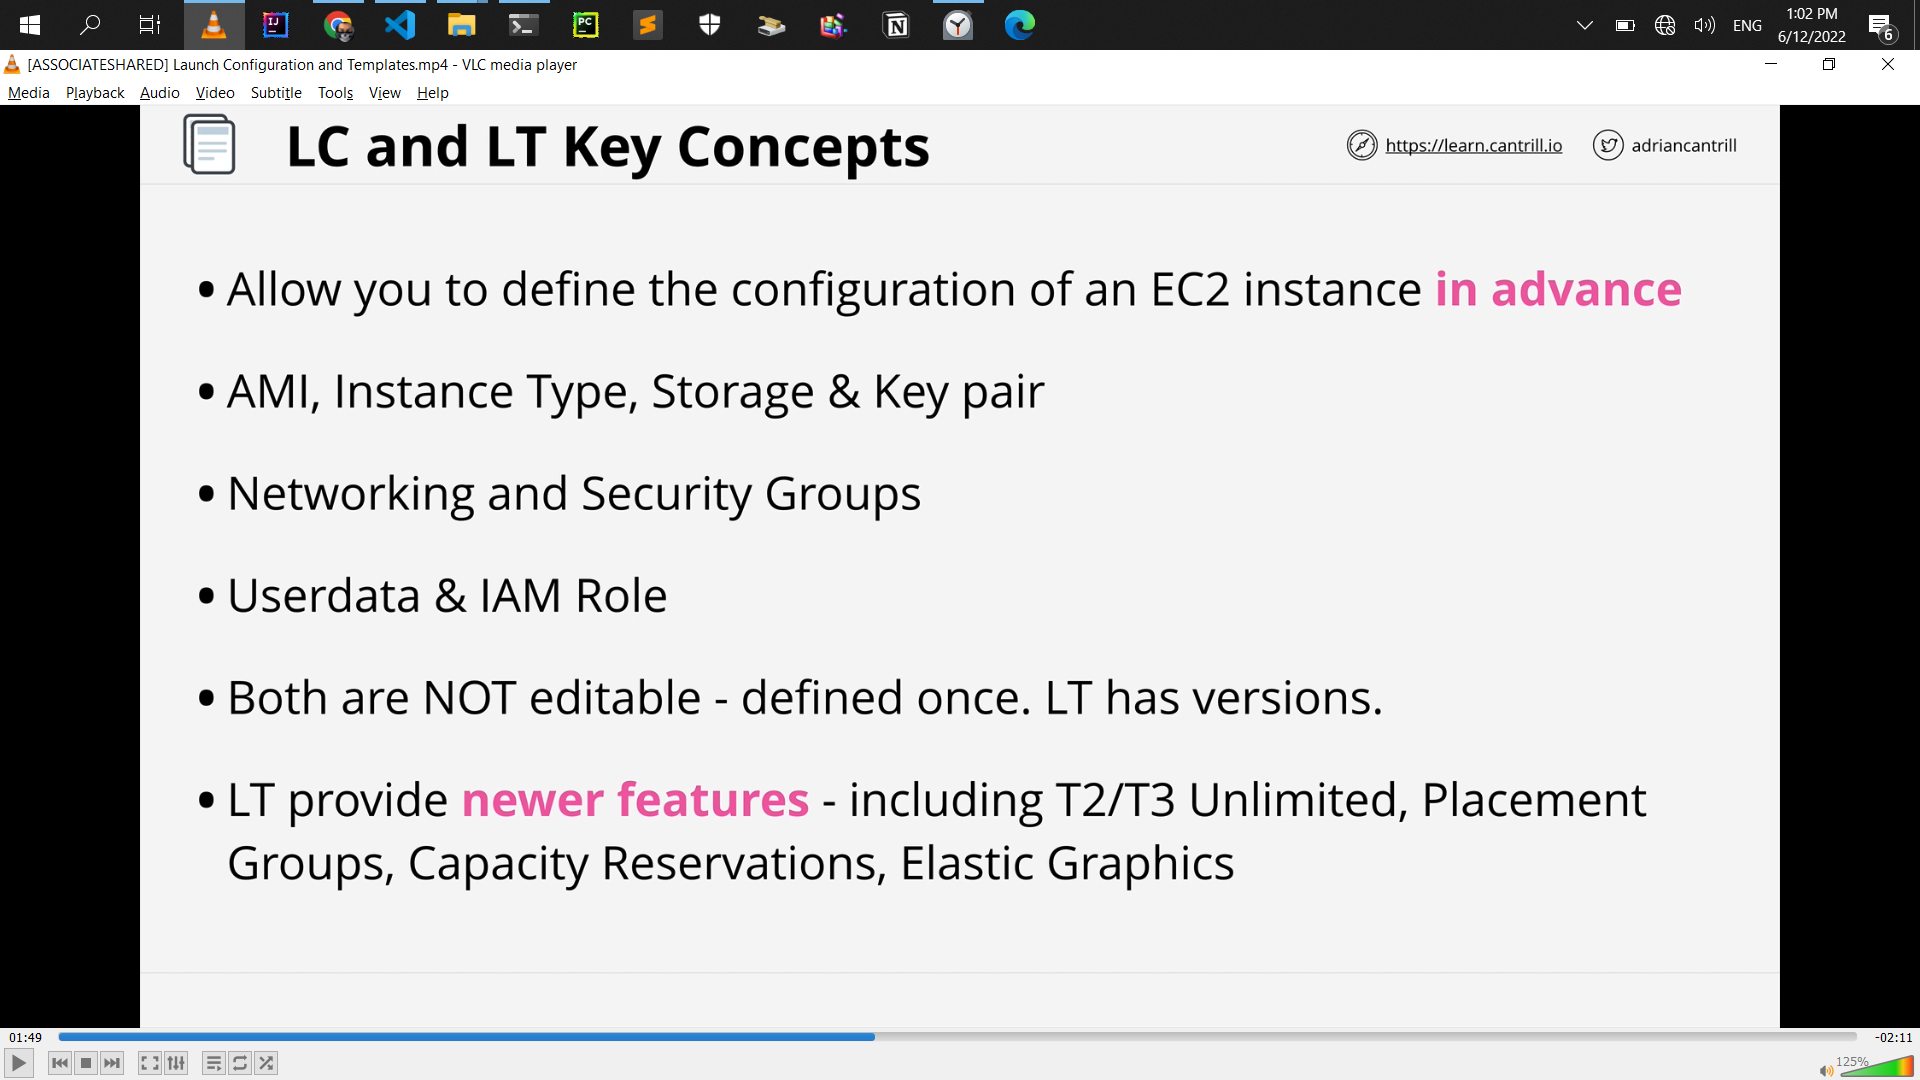 IJ
PC
N
ENG
1:02 PM
6/12/2022
6
[ASSOCIATESHARED] Launch Configuration and Templates.mp4 - VLC media player
Media Playback Audio Video Subtitle Tools View Help
LC and LT Key Concepts
https://learn.cantrill.io
adriancantrill
• Allow you to define the configuration of an EC2 instance in advance
• AMI, Instance Type, Storage & Key pair
• Networking and Security Groups
• Userdata & IAM Role
• Both are NOT editable - defined once. LT has versions.
• LT provide newer features - including T2/T3 Unlimited, Placement
Groups, Capacity Reservations, Elastic Graphics
01:49
-02:11
125%